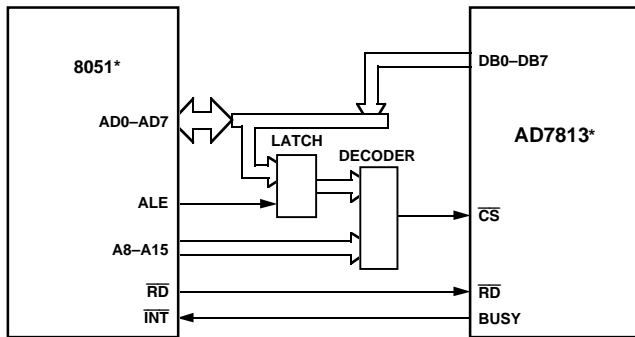 8051*
DB0–DB7
AD0–AD7
AD7813*
LATCH
DECODER
ALE
CS
A8–A15
RD
RD
INT
BUSY